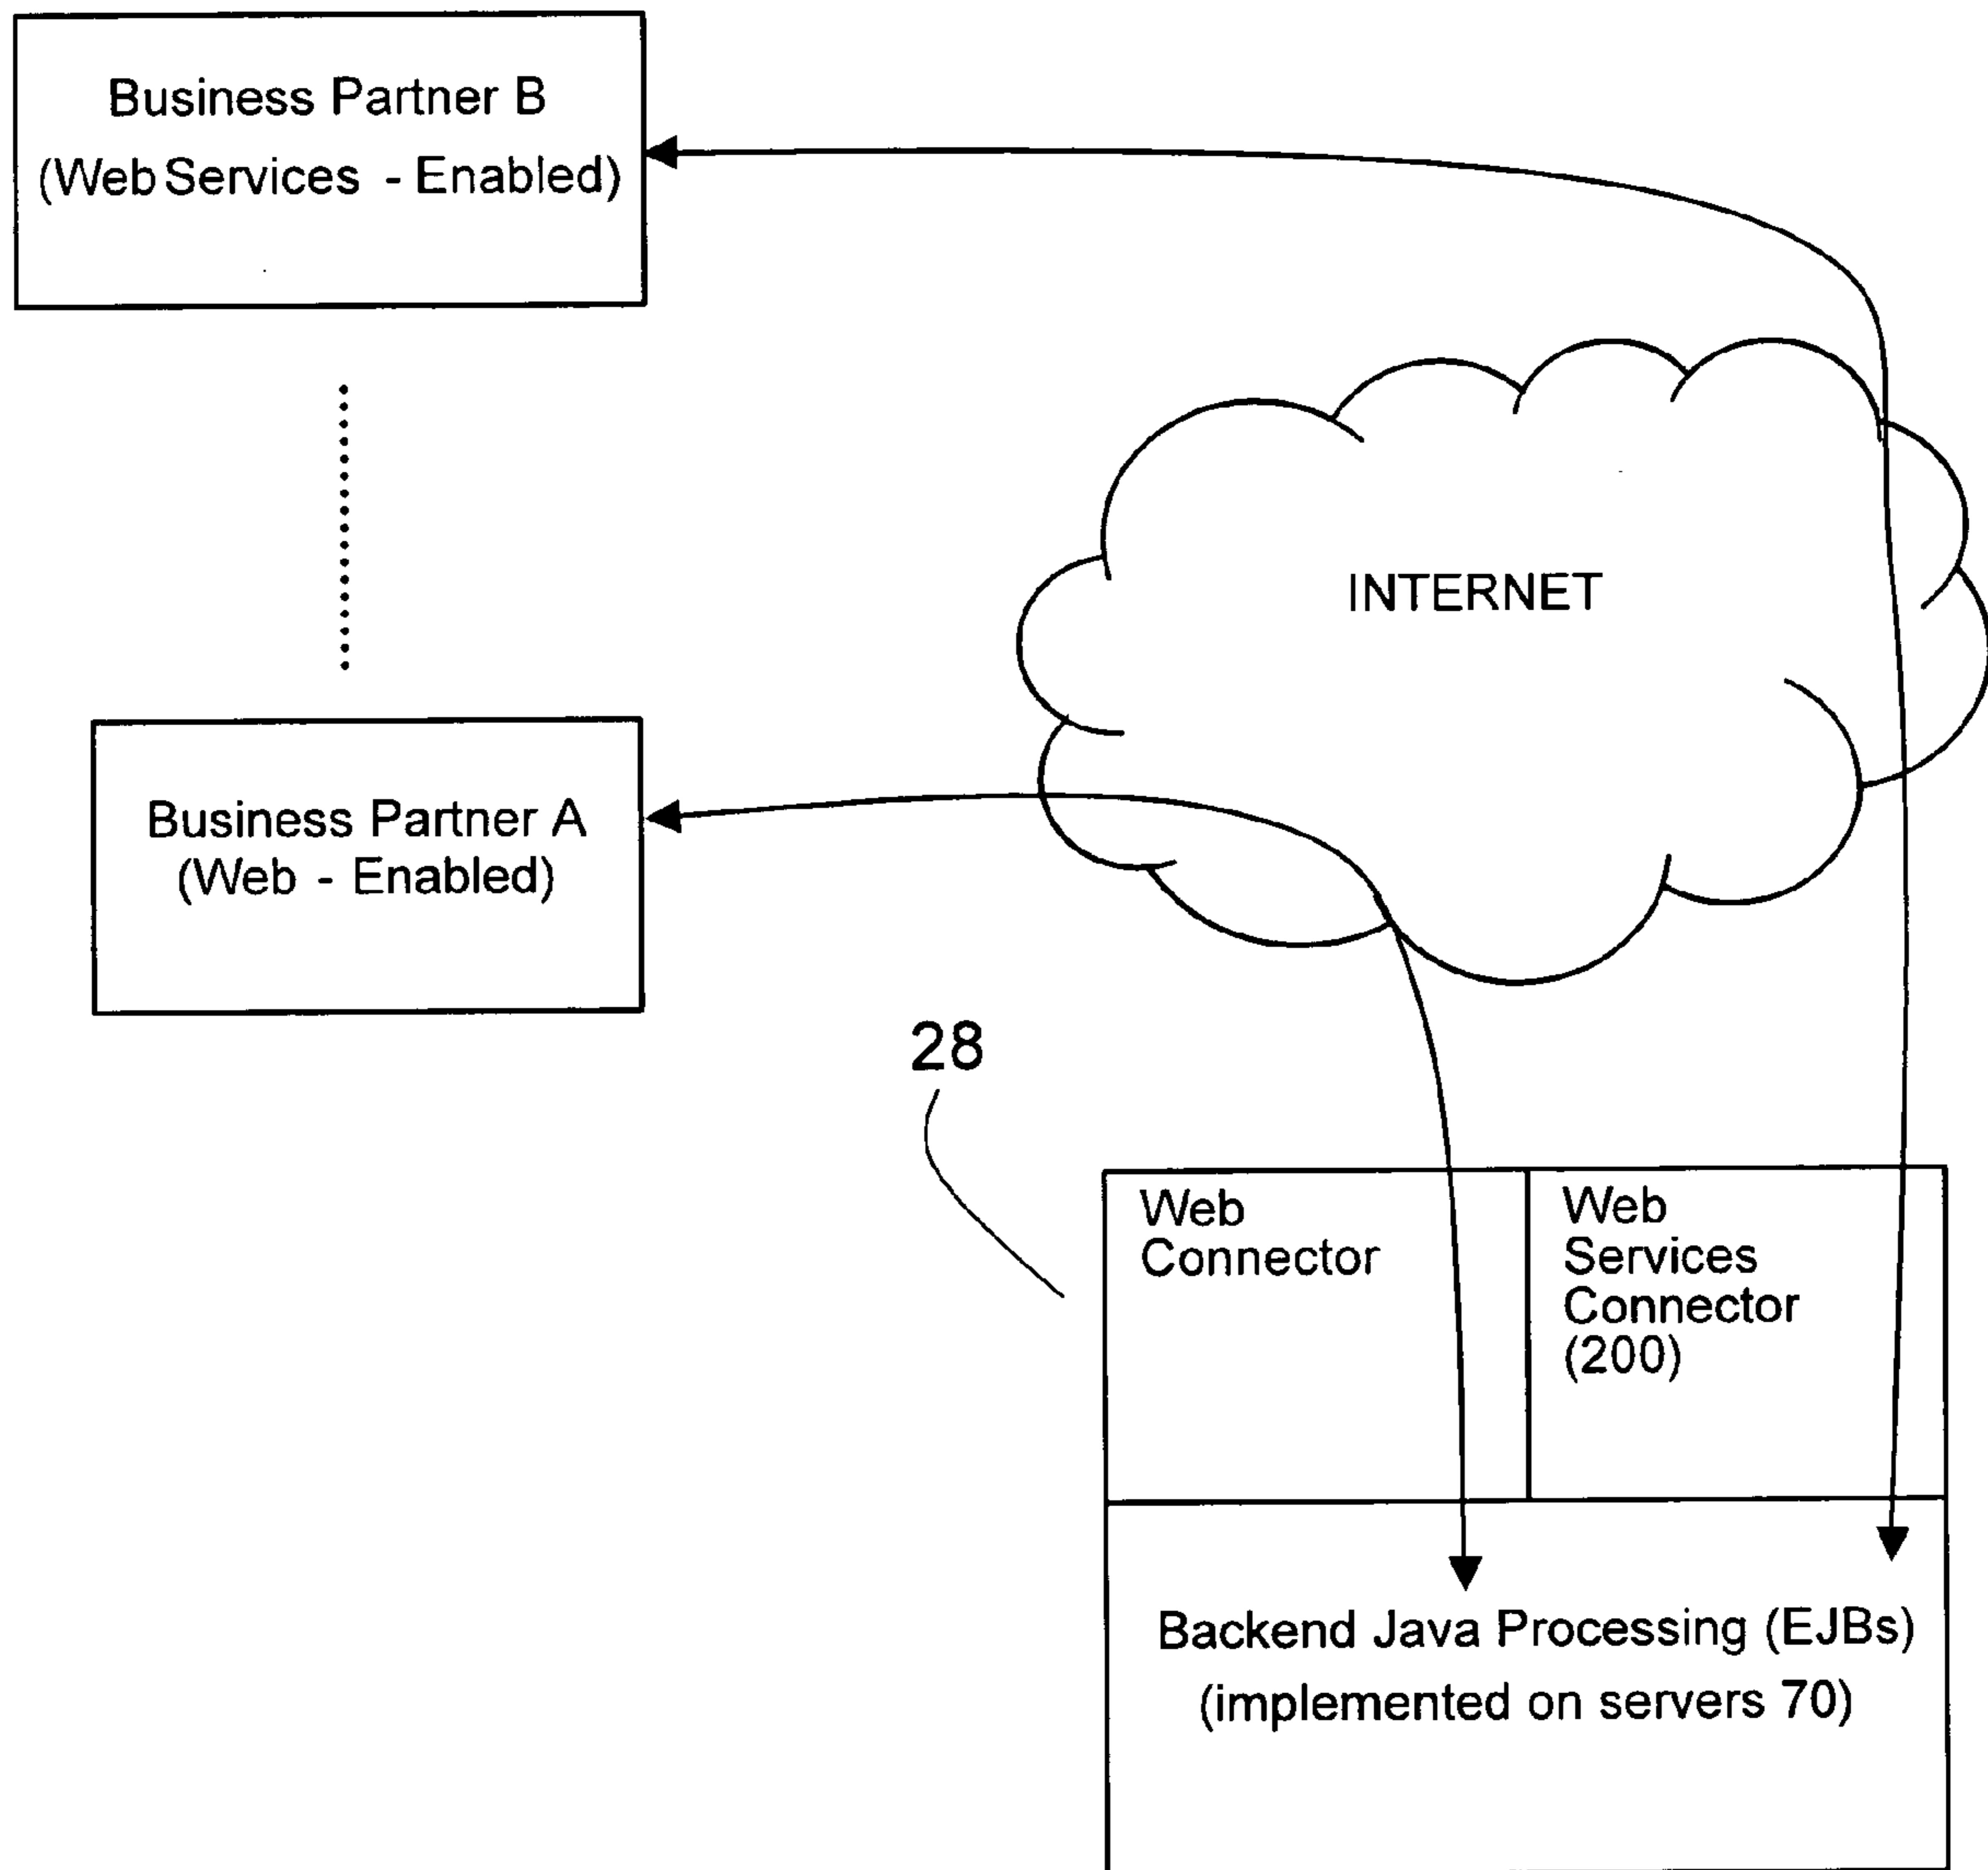 Business Partner B
(Web Services - Enabled)
INTERNET
Business Partner A
(Web - Enabled)
28
Web
Connector
Web
Services
Connector
(200)
Backend Java Processing (EJBs)
(implemented on servers 70)